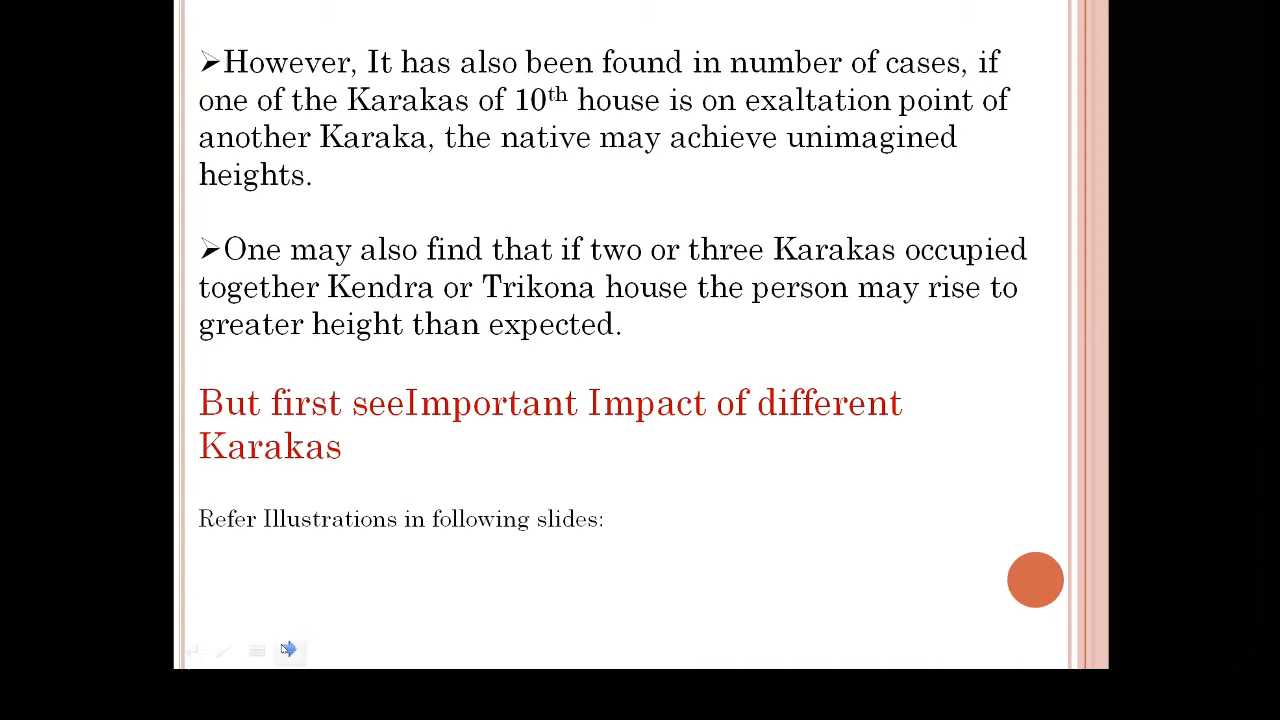 ➢However, It has also been found in number of cases, if
one of the Karakas of 10th house is on exaltation point of
another Karaka, the native may achieve unimagined
heights.
➢One may also find that if two or three Karakas occupied
together Kendra or Trikona house the person may rise to
greater height than expected.
But first seeImportant Impact of different
Karakas
Refer Illustrations in following slides: